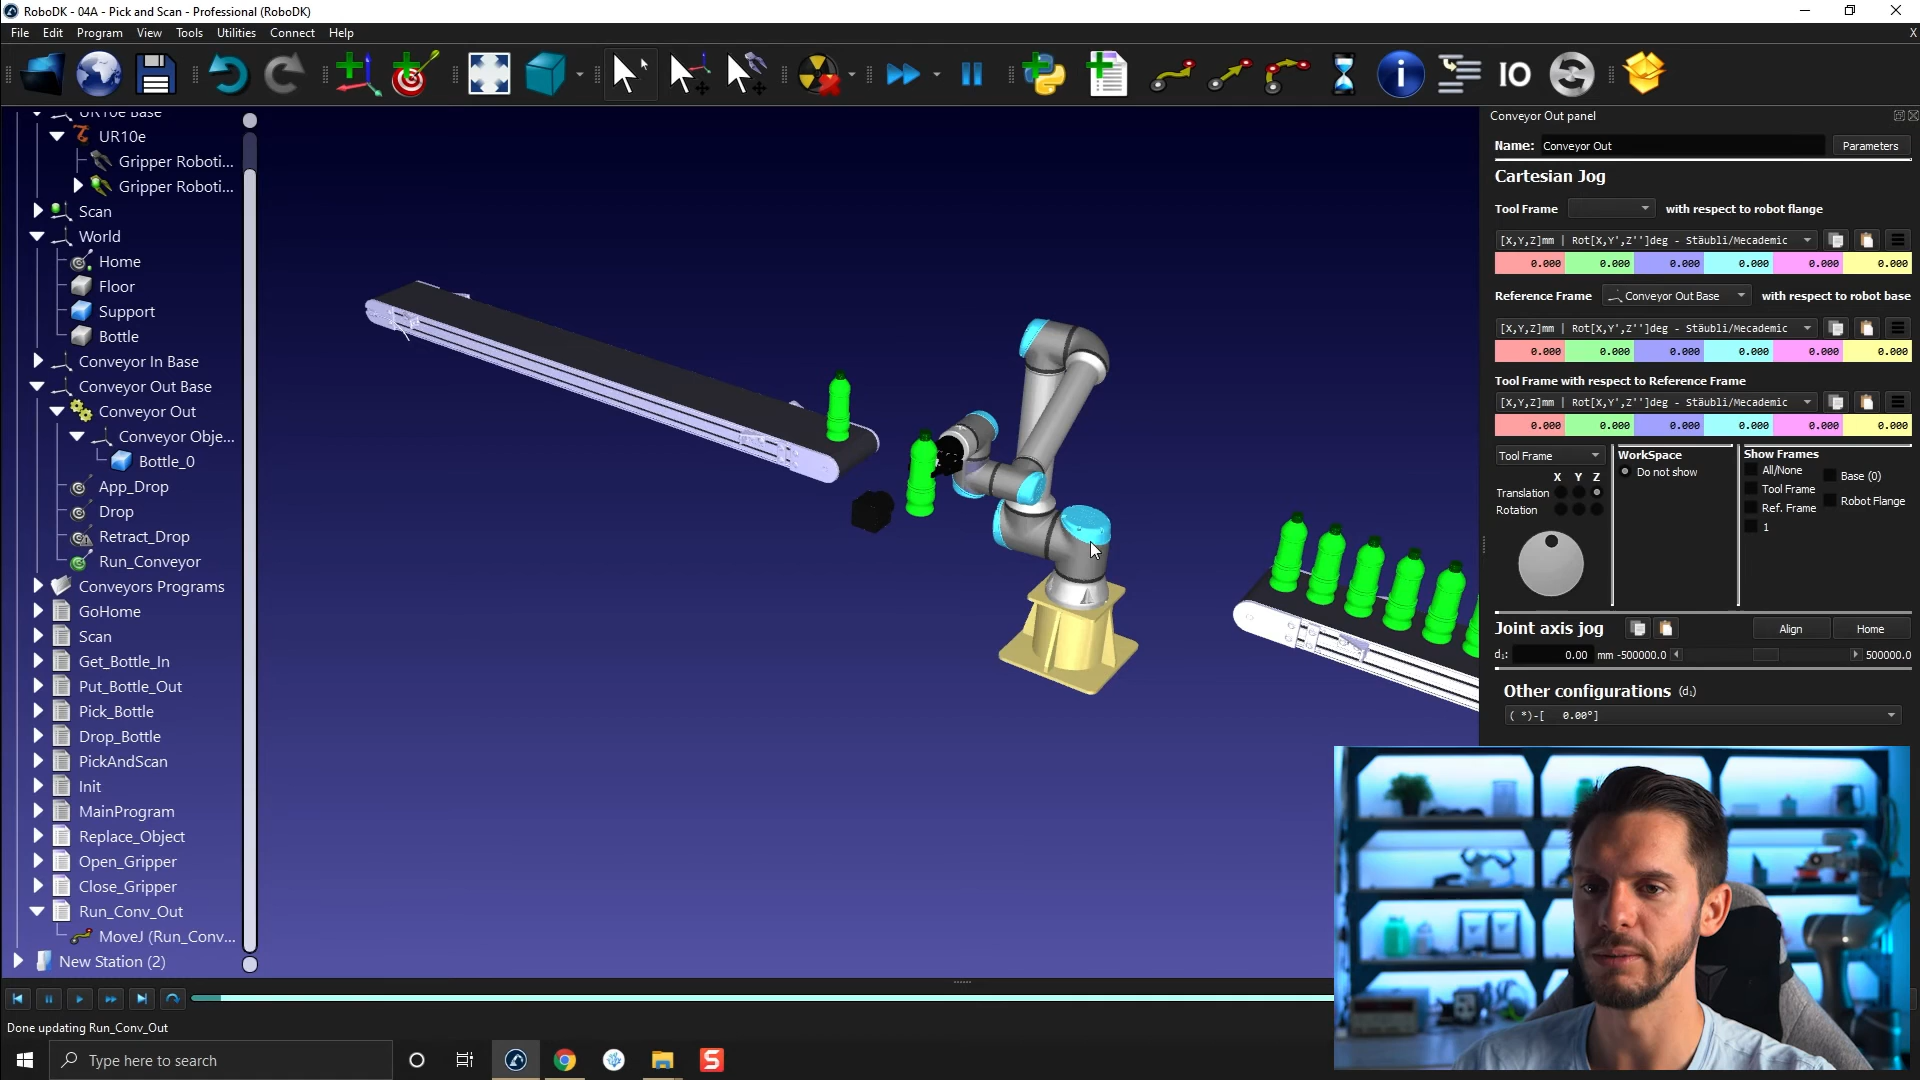 RoboDK - 04A - Pick and Scan - Professional (RoboDK)
File Edit Program View Tools Utilities Connect Help
X
IO
UR10e Base
UR10e
Gripper Roboti...
Gripper Roboti...
Scan
World
Home
Floor
Support
Bottle
Conveyor In Base
Conveyor Out Base
Conveyor Out
Conveyor Obje...
Bottle_0
App_Drop
Drop
Retract_Drop
Run_Conveyor
Conveyors Programs
GoHome
Scan
Get_Bottle_In
Put_Bottle_Out
Pick_Bottle
Drop_Bottle
PickAndScan
Init
MainProgram
Replace_Object
Open_Gripper
Close_Gripper
Run_Conv_Out
MoveJ (Run_Conv...
New Station (2)
Conveyor Out panel
Name: Conveyor Out Parameters
Cartesian Jog
Tool Frame with respect to robot flange
[X,Y,Z]mm | Rot[X,Y',Z'']deg - Stäubli/Mecademic
0.000 0.000 0.000 0.000 0.000 0.000
Reference Frame Conveyor Out Base with respect to robot base
[X,Y,Z]mm | Rot[X,Y',Z'']deg - Stäubli/Mecademic
0.000 0.000 0.000 0.000 0.000 0.000
Tool Frame with respect to Reference Frame
[X,Y,Z]mm | Rot[X,Y',Z'']deg - Stäubli/Mecademic
0.000 0.000 0.000 0.000 0.000 0.000
Tool Frame
X Y Z
Translation
Rotation
WorkSpace
Do not show
Show Frames
All/None Base (0)
Tool Frame
Robot Flange
Ref. Frame
1
Joint axis jog Align Home
d₁: 0.00 mm -500000.0 500000.0
Other configurations (d₁)
( *)-[ 0.00°]
Done updating Run_Conv_Out
Type here to search
S